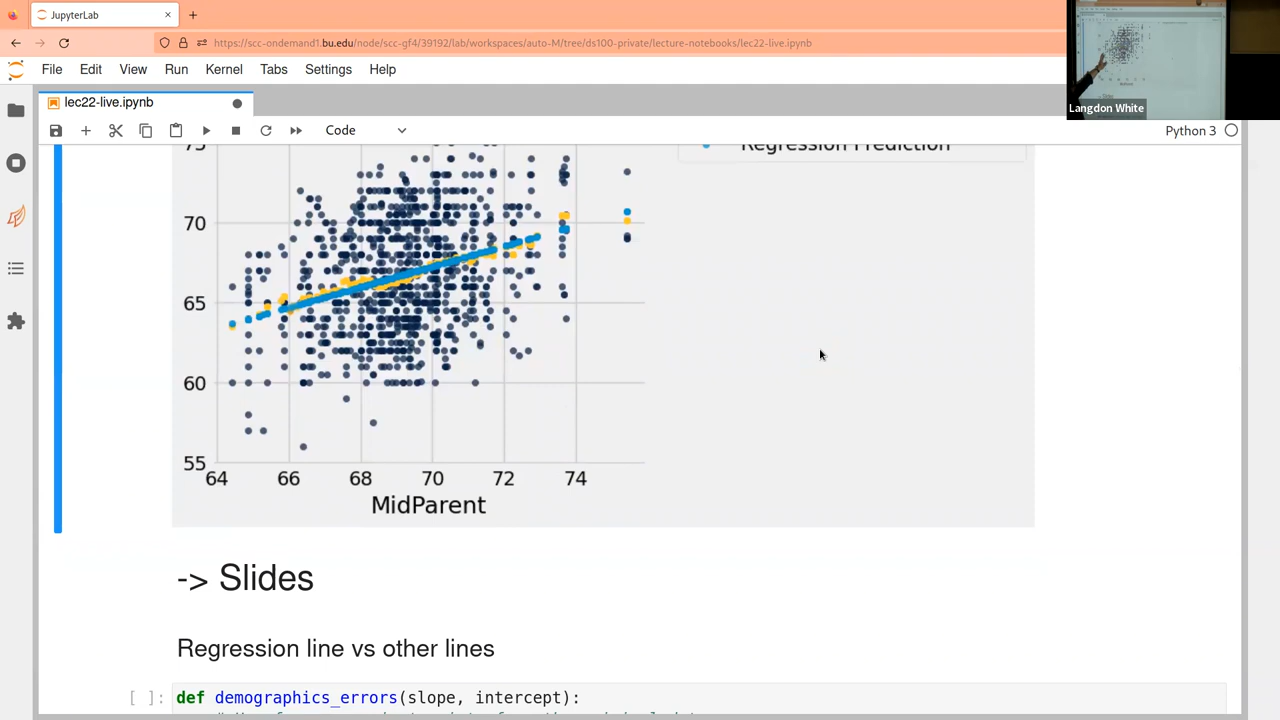 JupyterLab
https://scc-ondemand1.bu.edu/node/scc-gf4/39192/lab/workspaces/auto-M/tree/ds100-private/lecture-notebooks/lec22-live.ipynb
File Edit View Run Kernel Tabs Settings Help
Langdon White
lec22-live.ipynb
Code
Python 3
75
Regression Prediction
70
65
60
55
64 66 68 70 72 74
MidParent
-> Slides
Regression line vs other lines
[ ]: def demographics_errors(slope, intercept):